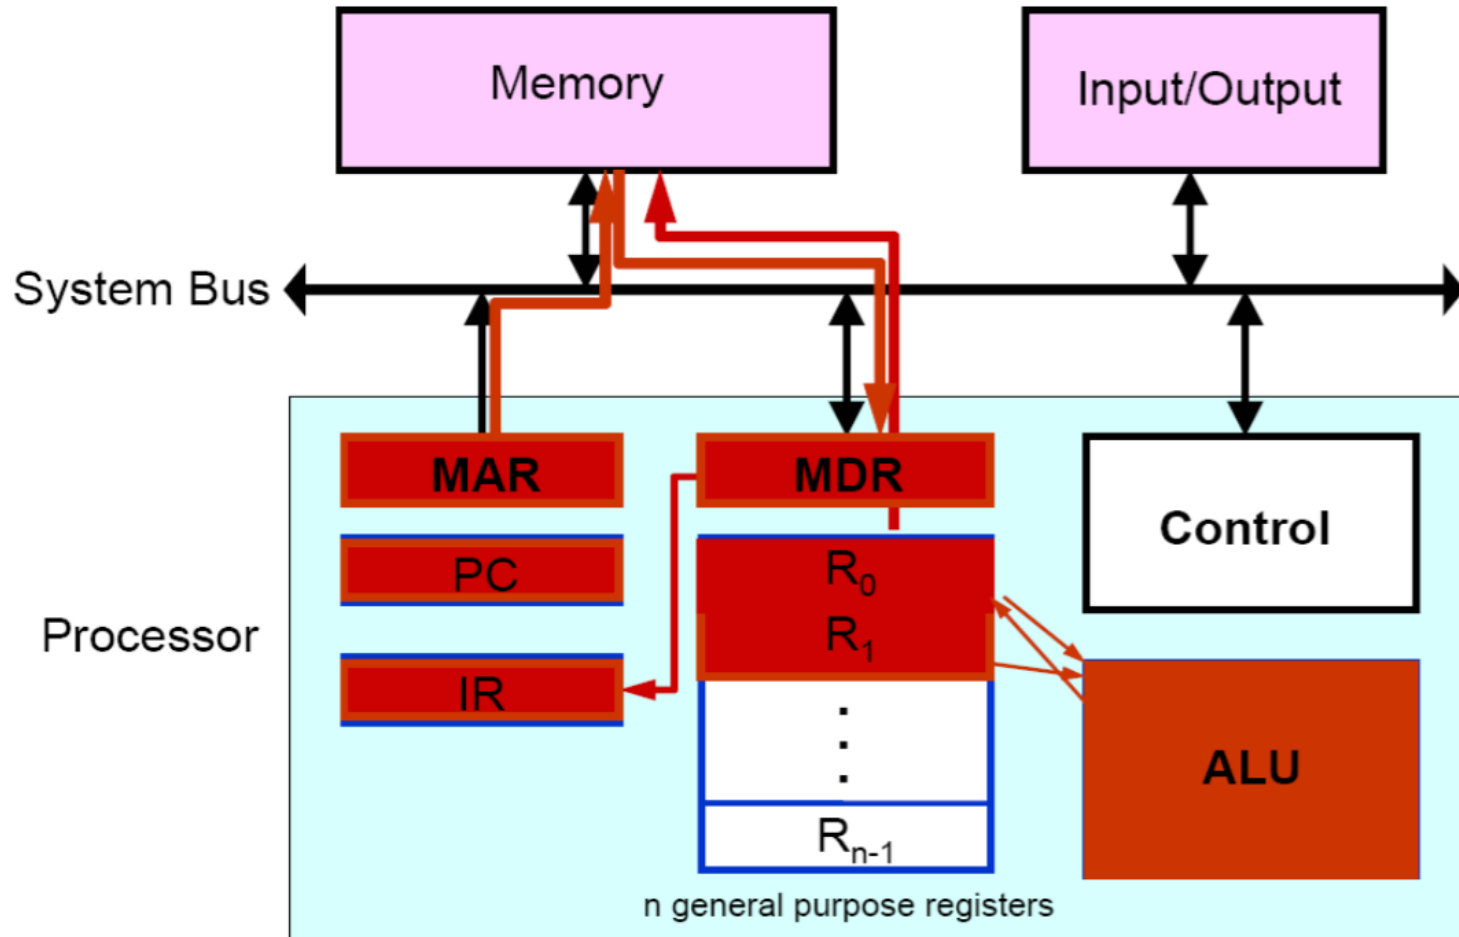 Memory
Input/Output
System Bus
MAR
MDR
Control
PC
R0
Processor
R1
IR
ALU
Rn-1
n general purpose registers